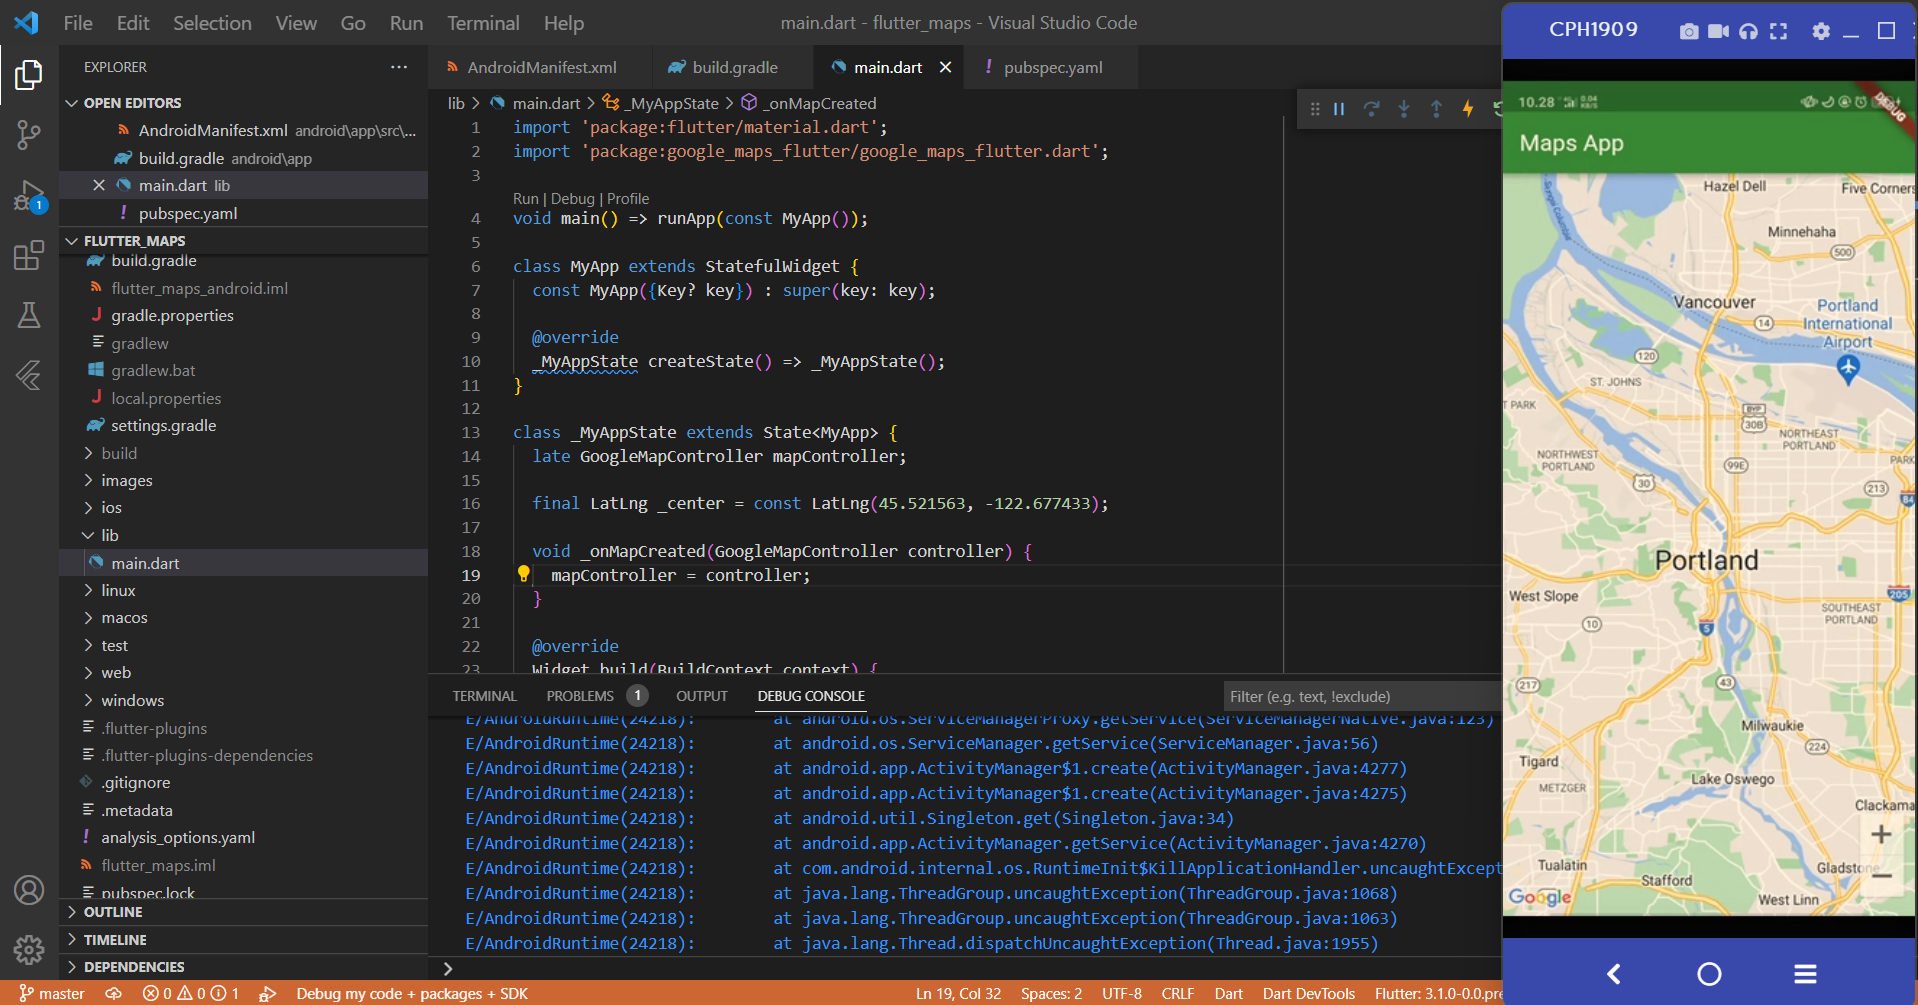 File Edit Selection View Go Run Terminal Help
main.dart - flutter_maps - Visual Studio Code
EXPLORER
OPEN EDITORS
AndroidManifest.xml android\app\src\...
build.gradle android\app
main.dart lib
pubspec.yaml
FLUTTER_MAPS
build.gradle
flutter_maps_android.iml
gradle.properties
gradlew
gradlew.bat
local.properties
settings.gradle
build
images
ios
lib
main.dart
linux
macos
test
web
windows
.flutter-plugins
.flutter-plugins-dependencies
.gitignore
.metadata
analysis_options.yaml
flutter_maps.iml
pubspec.lock
OUTLINE
TIMELINE
DEPENDENCIES
1
AndroidManifest.xml build.gradle main.dart pubspec.yaml
lib > main.dart > _MyAppState > _onMapCreated
1 import 'package:flutter/material.dart';
2 import 'package:google_maps_flutter/google_maps_flutter.dart';
3
Run | Debug | Profile
4 void main() => runApp(const MyApp());
5
6 class MyApp extends StatefulWidget {
7 const MyApp({Key? key}) : super(key: key);
8
9 @override
10 _MyAppState createState() => _MyAppState();
11 }
12
13 class _MyAppState extends State<MyApp> {
14 late GoogleMapController mapController;
15
16 final LatLng _center = const LatLng(45.521563, -122.677433);
17
18 void _onMapCreated(GoogleMapController controller) {
19 mapController = controller;
20 }
21
22 @override
23 Widget build(BuildContext context) {
TERMINAL PROBLEMS 1 OUTPUT DEBUG CONSOLE
Filter (e.g. text, !exclude)
E/AndroidRuntime(24218): at android.os.ServiceManagerProxy.getService(ServiceManagerNative.java:123)
E/AndroidRuntime(24218): at android.os.ServiceManager.getService(ServiceManager.java:56)
E/AndroidRuntime(24218): at android.app.ActivityManager$1.create(ActivityManager.java:4277)
E/AndroidRuntime(24218): at android.app.ActivityManager$1.create(ActivityManager.java:4275)
E/AndroidRuntime(24218): at android.util.Singleton.get(Singleton.java:34)
E/AndroidRuntime(24218): at android.app.ActivityManager.getService(ActivityManager.java:4270)
E/AndroidRuntime(24218): at com.android.internal.os.RuntimeInit$KillApplicationHandler.uncaughtExcept
E/AndroidRuntime(24218): at java.lang.ThreadGroup.uncaughtException(ThreadGroup.java:1068)
E/AndroidRuntime(24218): at java.lang.ThreadGroup.uncaughtException(ThreadGroup.java:1063)
E/AndroidRuntime(24218): at java.lang.Thread.dispatchUncaughtException(Thread.java:1955)
master 0 0 1 Debug my code + packages + SDK
Ln 19, Col 32 Spaces: 2 UTF-8 CRLF Dart Dart DevTools Flutter: 3.1.0-0.0.pre
CPH1909
10.28 0.04 KB/S
DEBUG
Maps App
Hazel Dell Five Corners
Minnehaha
500
Vancouver
14
Portland
International
Airport
120
ST. JOHNS
T PARK
BYP
30B
NORTHEAST
PORTLAND
NORTHWEST
PORTLAND
99E
PARK
30
213
84
Portland
West Slope
205
SOUTHEAST
PORTLAND
10
5
217
43
Milwaukie
224
Tigard
Lake Oswego
METZGER
Clackama
Tualatin
Gladstone
Stafford
West Linn
Google